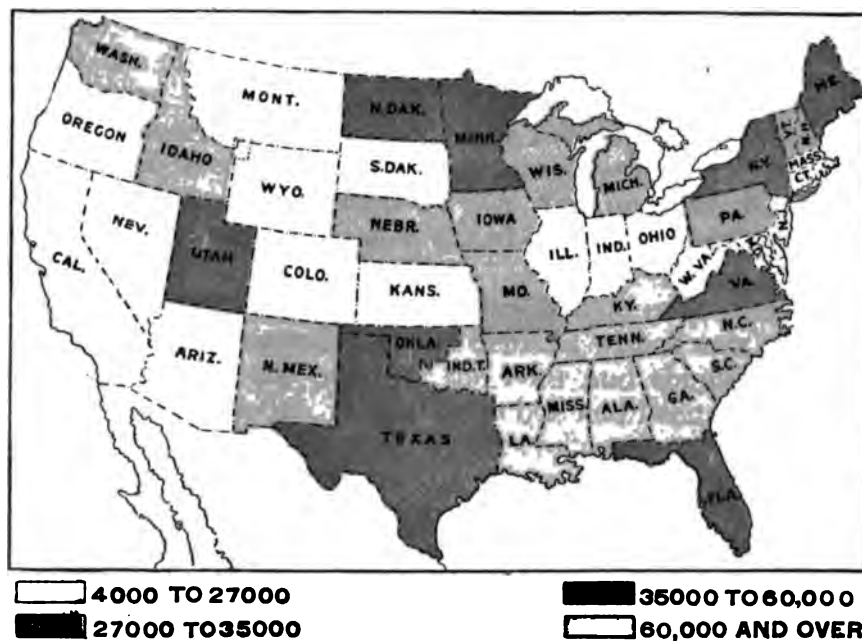 WASH.
MONT.
N.DAK.
MINN.
ME.
OREGON
IDAHO
WYO.
S.DAK.
WIS.
MICH.
N.Y.
VT.
N.H.
MASS.
CT.
NEV.
UTAH
COLO.
NEBR.
IOWA
ILL.
IND.
OHIO
PA.
N.J.
CAL.
KANS.
MO.
KY.
W.VA.
VA.
ARIZ.
N.MEX.
OKLA.
IND.T.
ARK.
TENN.
N.C.
S.C.
TEXAS
LA.
MISS.
ALA.
GA.
FLA.
4000 TO 27000
35000 TO 60,000
27000 TO 35000
60,000 AND OVER